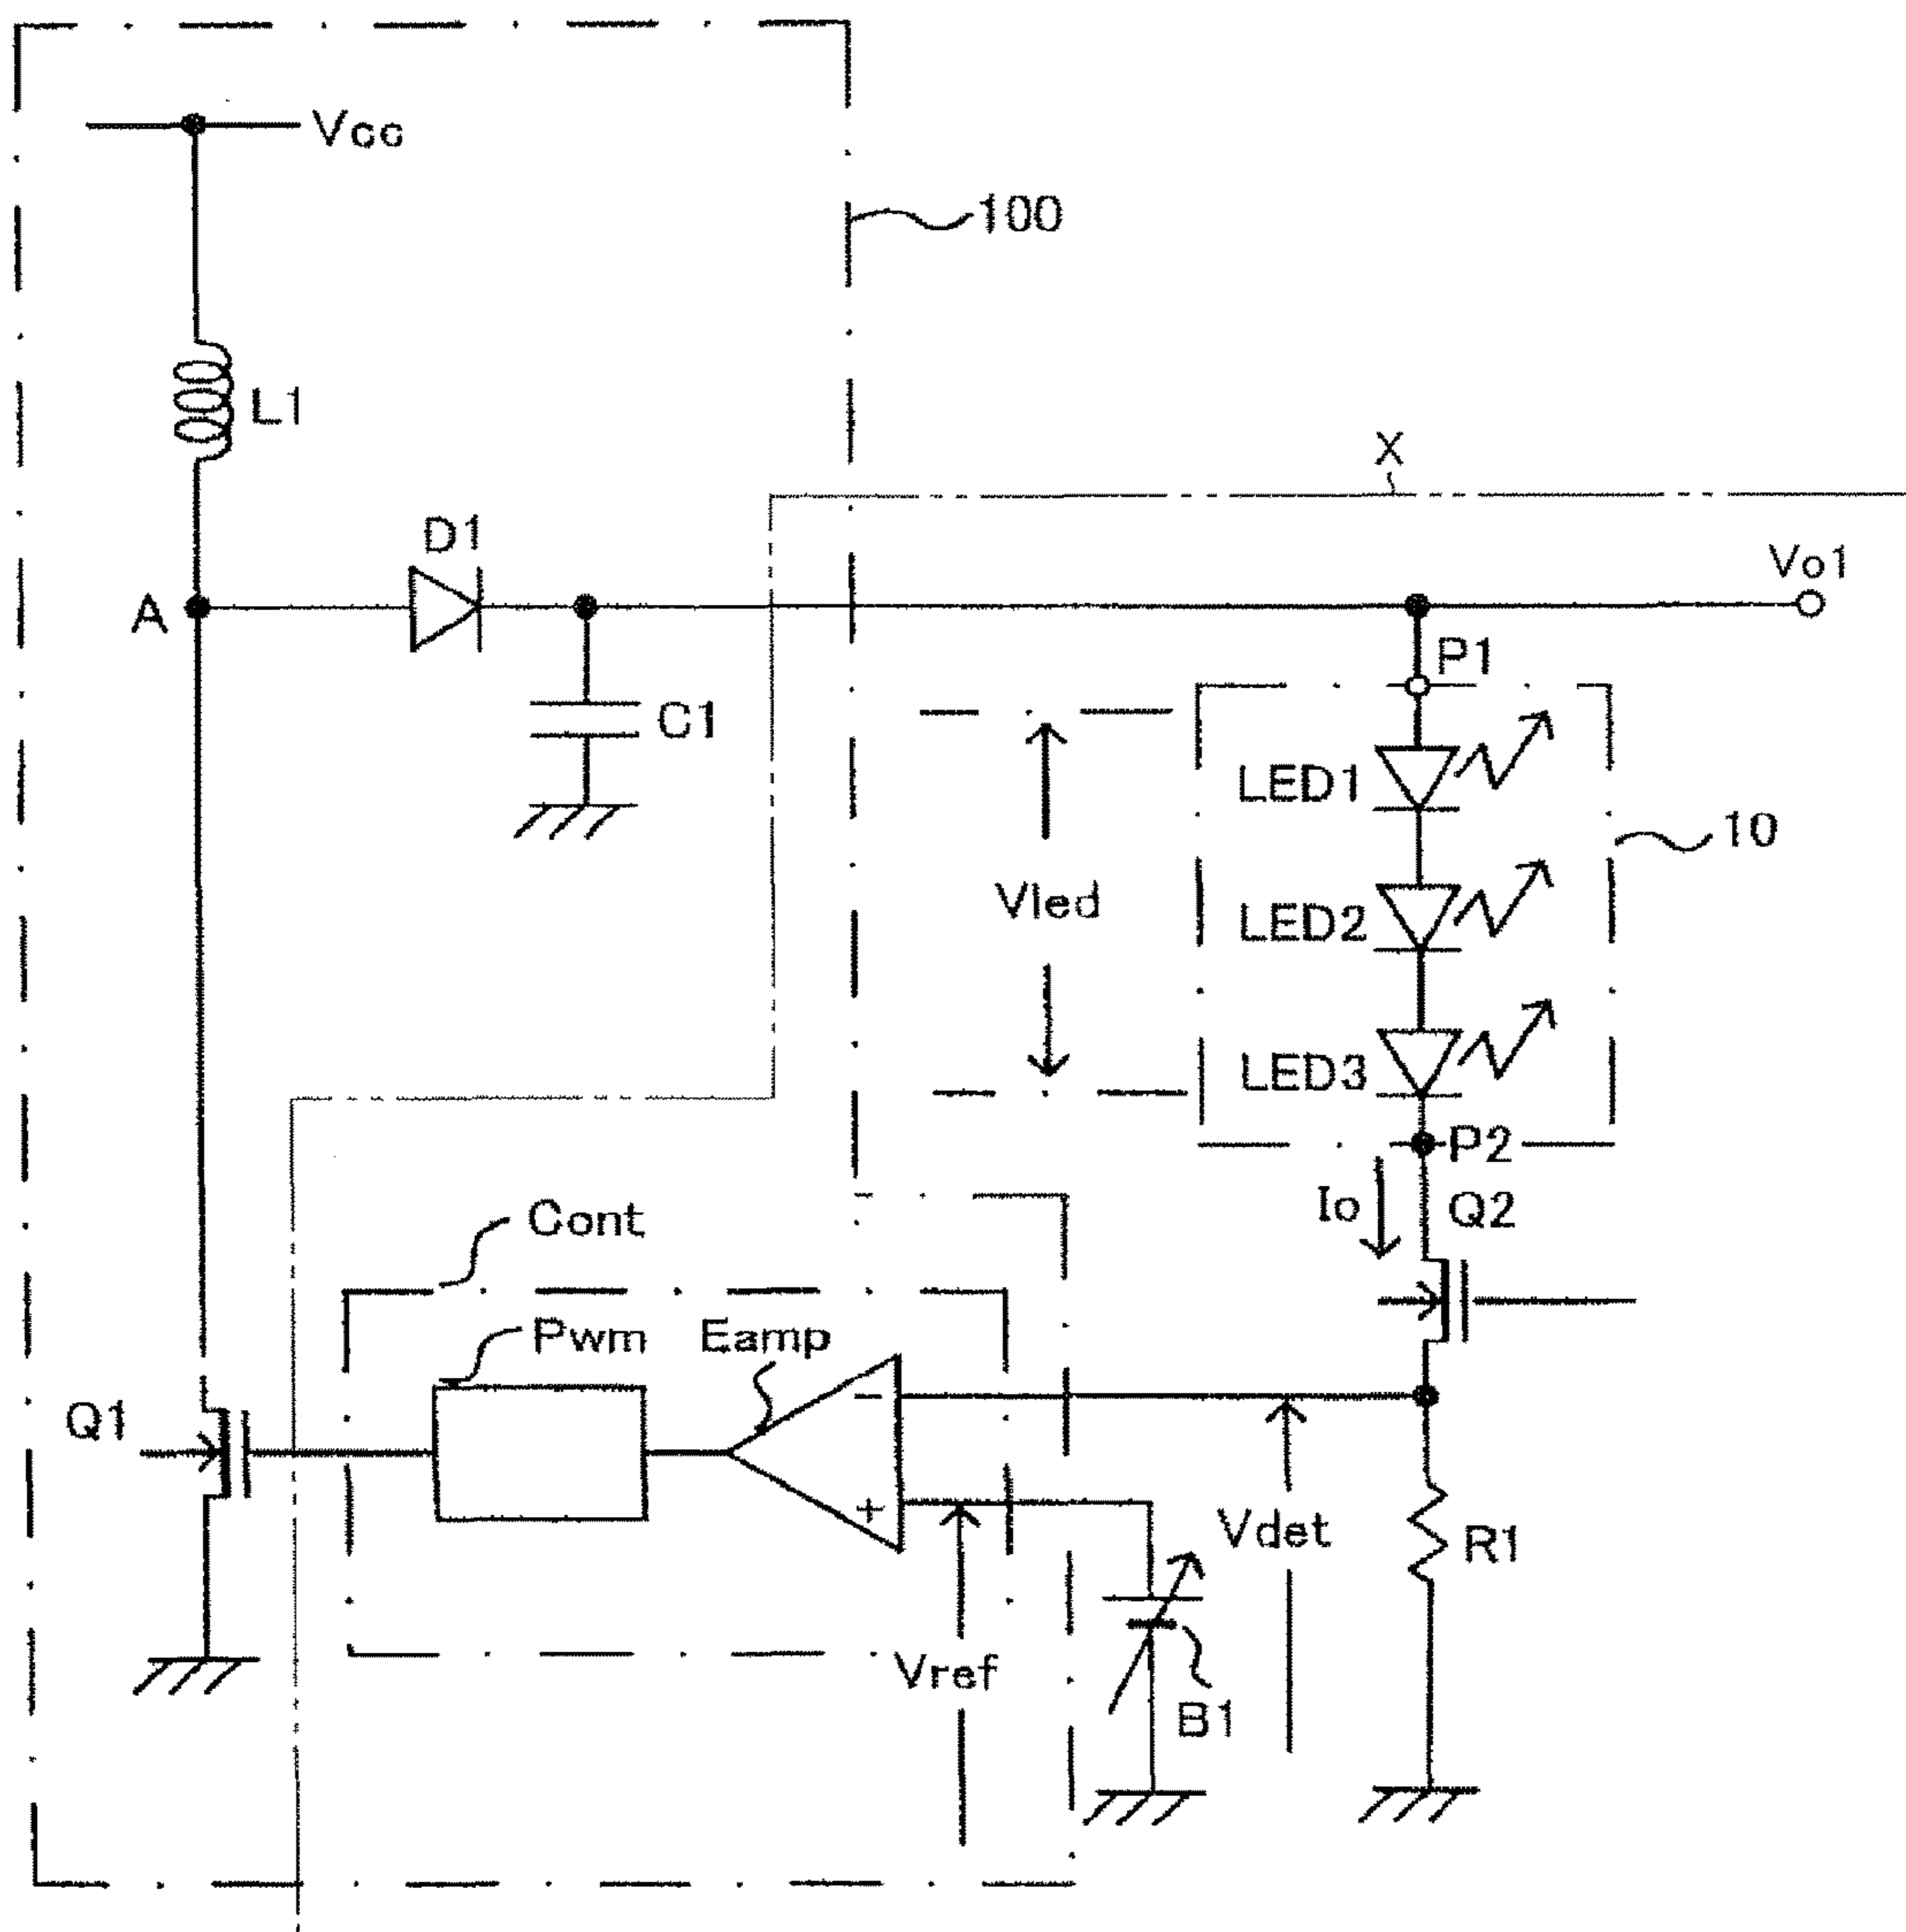 Vcc
100
L1
X
D1
Vo1
A
P1
C1
LED1
10
Vled
LED2
LED3
P2
Io
Q2
Cont
Pwm
Eamp
−
Q1
+
Vdet
R1
Vref
B1